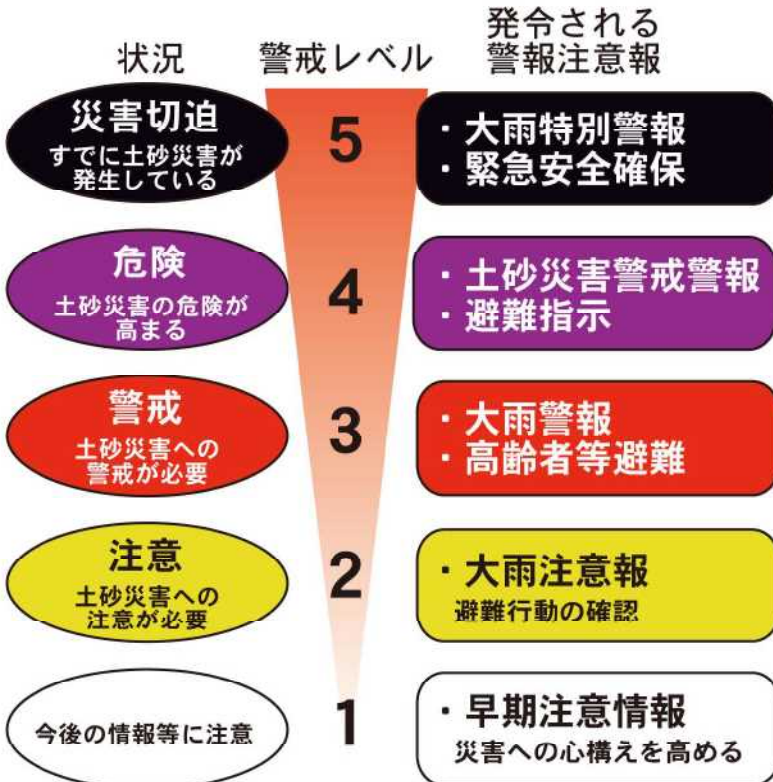 状況
警戒レベル
発令される
警報注意報
災害切迫
すでに土砂災害が
発生している
5
・大雨特別警報
・緊急安全確保
危険
土砂災害の危険が
高まる
4
・土砂災害警戒警報
・避難指示
警戒
土砂災害への
警戒が必要
3
・大雨警報
・高齢者等避難
注意
土砂災害への
注意が必要
2
・大雨注意報
避難行動の確認
今後の情報等に注意
1
・早期注意情報
災害への心構えを高める